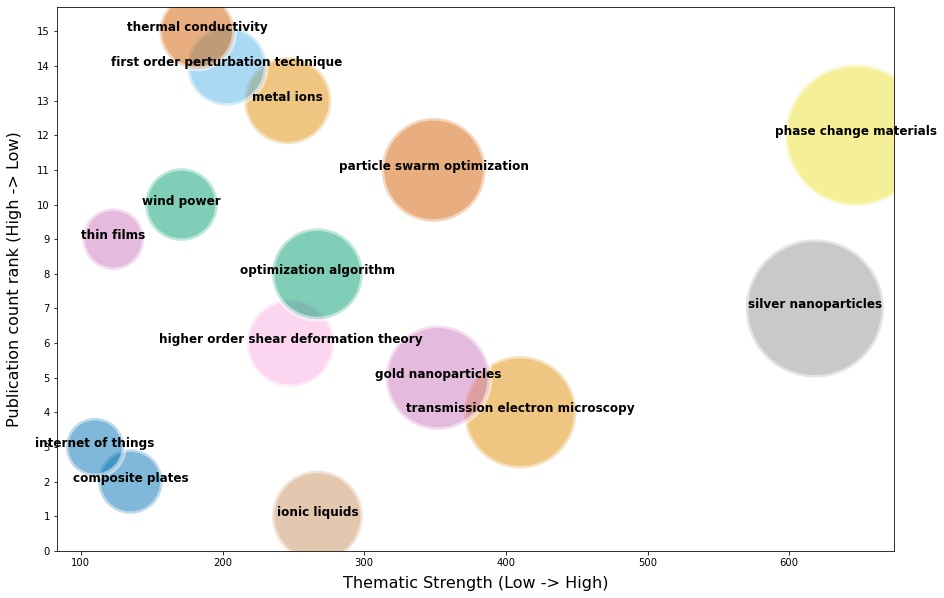 15
14
13
12
11
10
9
8
7
6
5
4
3
2
1
0
Publication count rank (High -> Low)
thermal conductivity
first order perturbation technique
metal ions
phase change materials
particle swarm optimization
wind power
thin films
optimization algorithm
silver nanoparticles
higher order shear deformation theory
gold nanoparticles
transmission electron microscopy
internet of things
composite plates
ionic liquids
100 200 300 400 500 600
Thematic Strength (Low -> High)